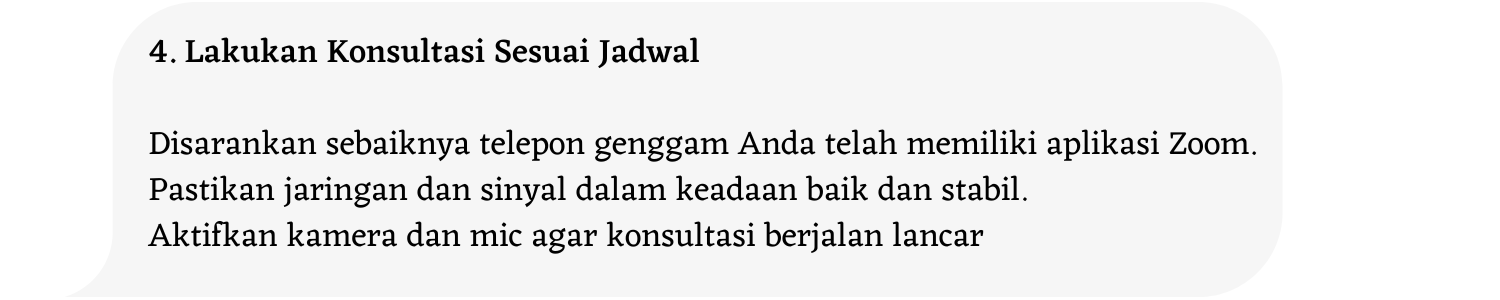 4. Lakukan Konsultasi Sesuai Jadwal
Disarankan sebaiknya telepon genggam Anda telah memiliki aplikasi Zoom.
Pastikan jaringan dan sinyal dalam keadaan baik dan stabil.
Aktifkan kamera dan mic agar konsultasi berjalan lancar